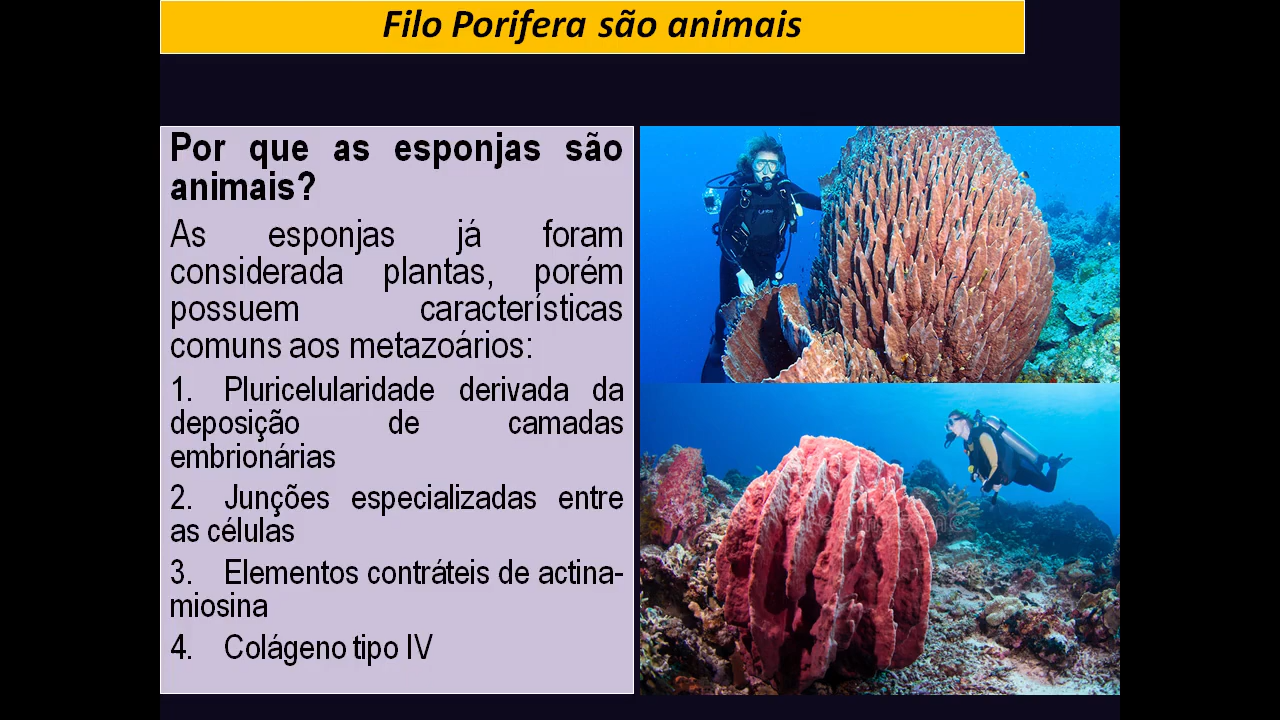 Filo Porifera são animais
Por que as esponjas são
animais?
As esponjas já foram
considerada plantas, porém
possuem características
comuns aos metazoários:
1. Pluricelularidade derivada da
deposição de camadas
embrionárias
2. Junções especializadas entre
as células
3. Elementos contráteis de actina-
miosina
4. Colágeno tipo IV